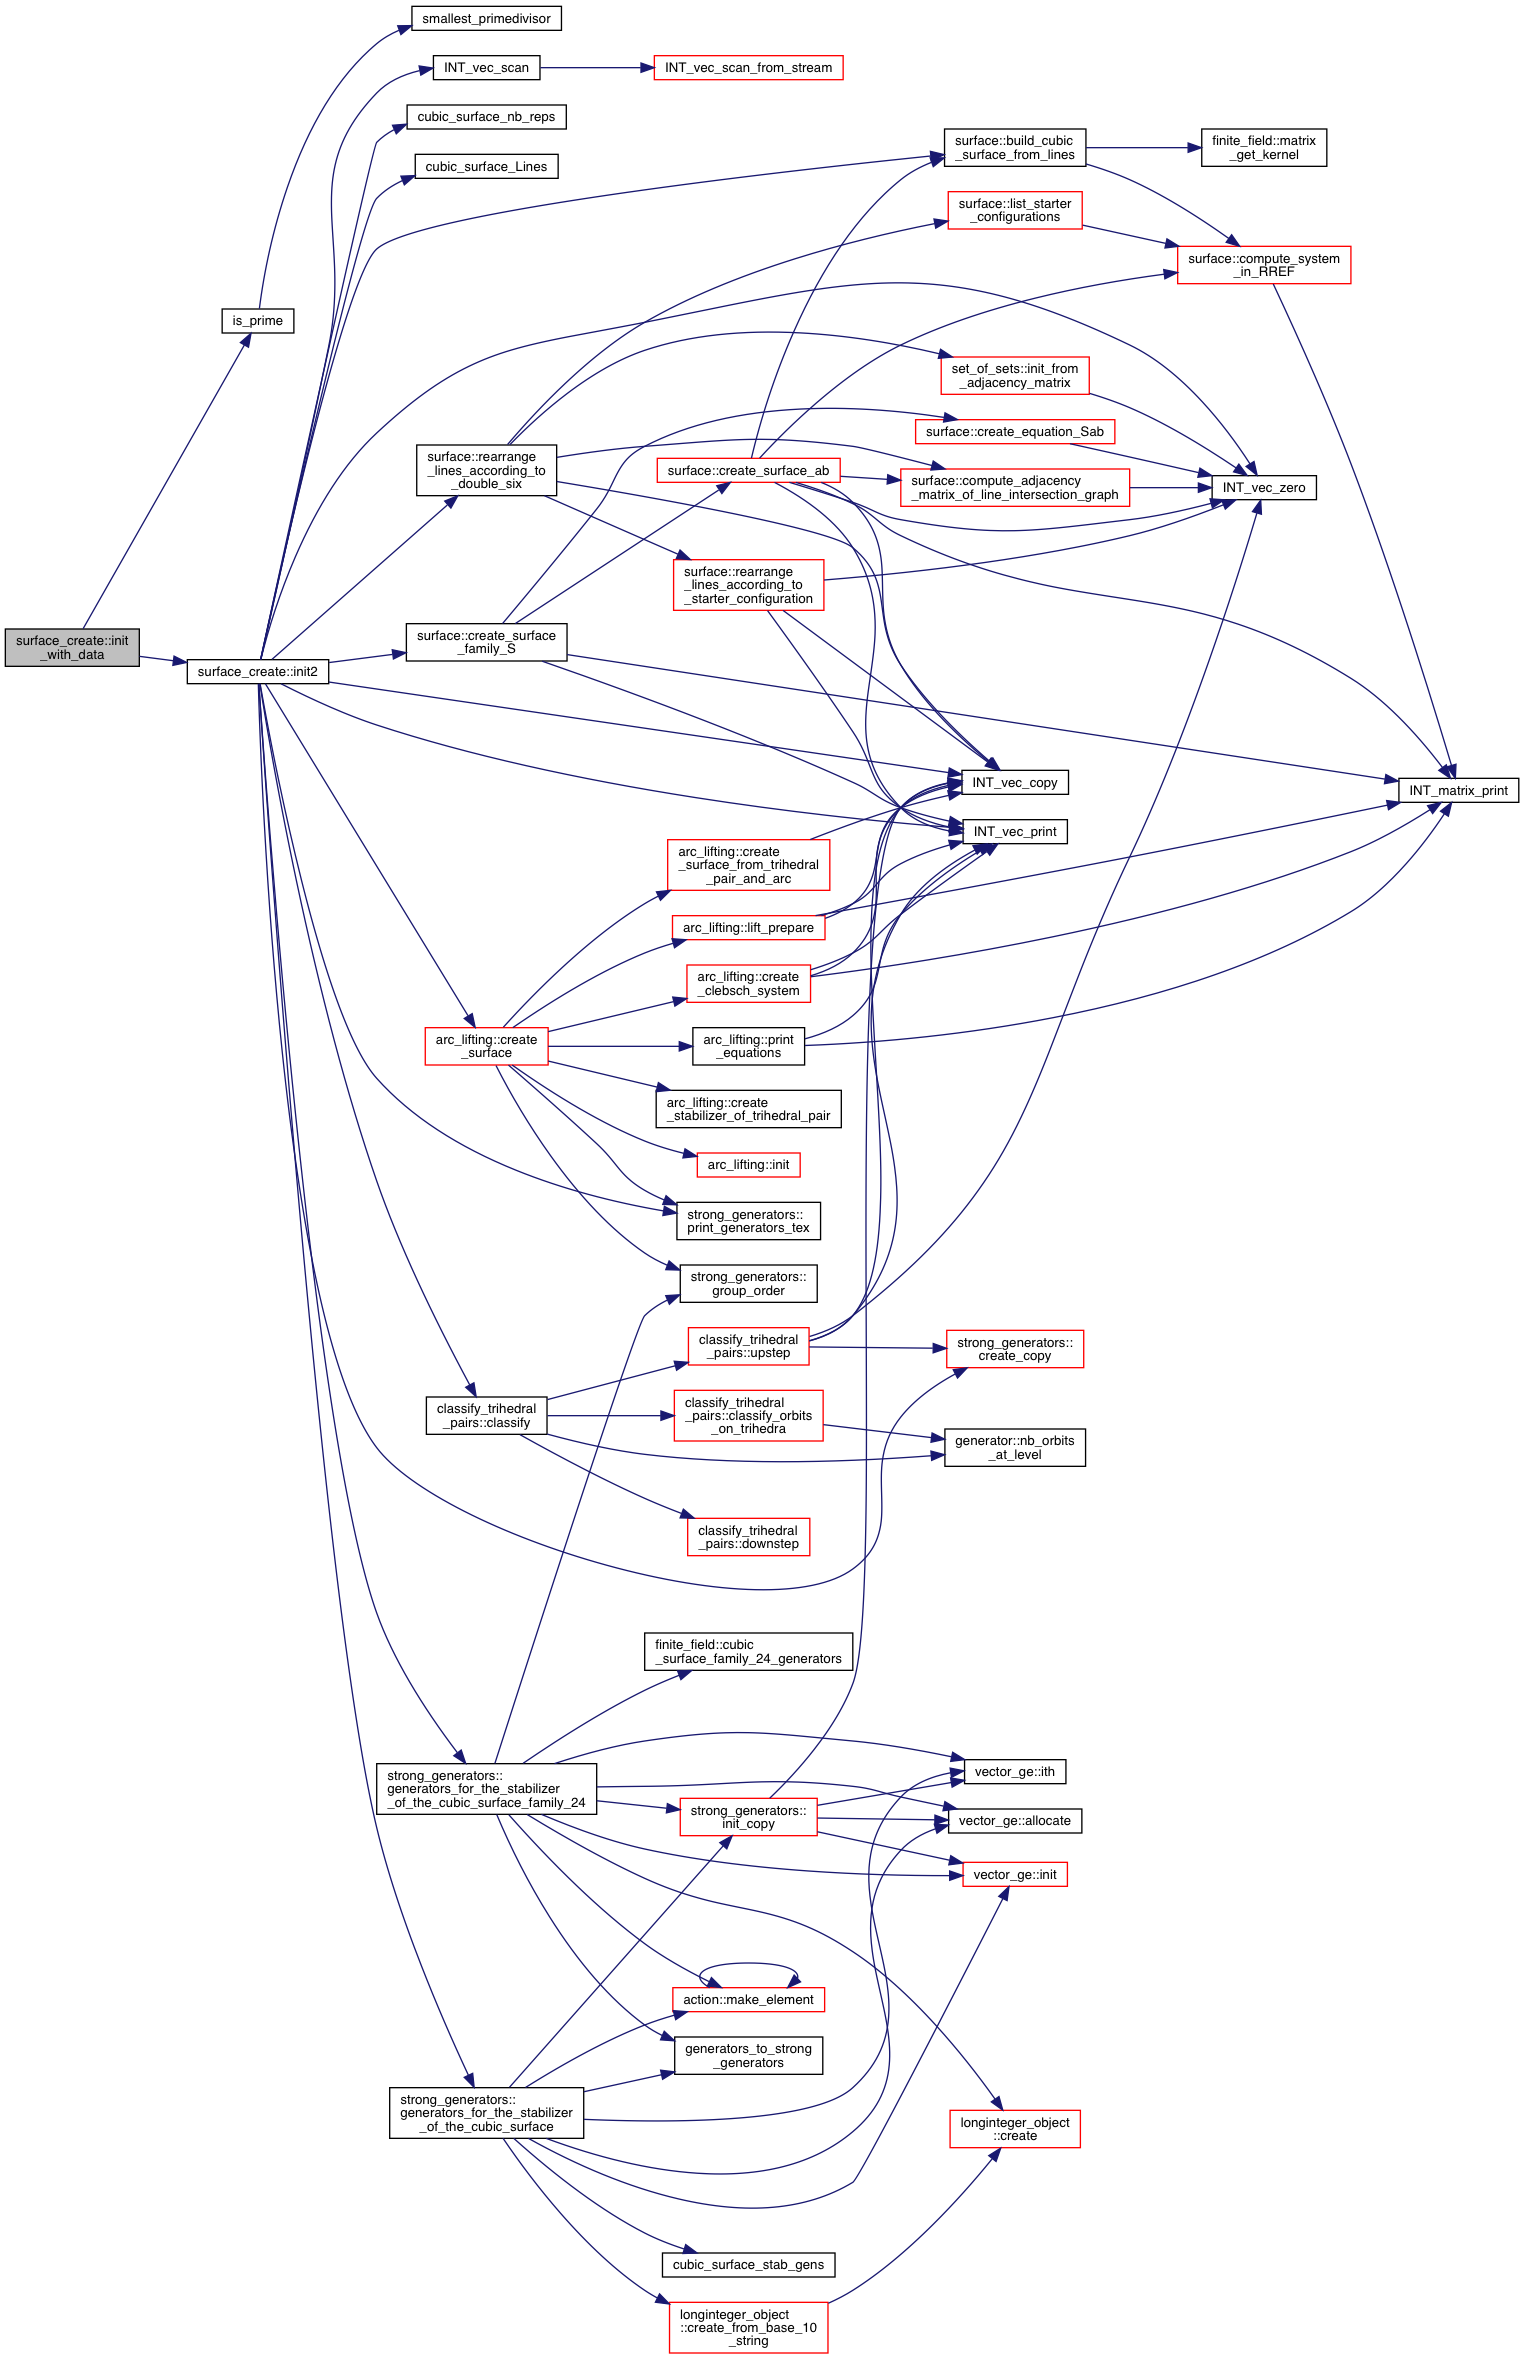 smallest_primedivisor
INT_vec_scan
INT_vec_scan_from_stream
cubic_surface_nb_reps
surface::build_cubic
_surface_from_lines
finite_field::matrix
_get_kernel
cubic_surface_Lines
surface::list_starter
_configurations
surface::compute_system
_in_RREF
is_prime
set_of_sets::init_from
_adjacency_matrix
surface::create_equation_Sab
surface::rearrange
_lines_according_to
_double_six
surface::create_surface_ab
surface::compute_adjacency
_matrix_of_line_intersection_graph
INT_vec_zero
surface::rearrange
_lines_according_to
_starter_configuration
surface_create::init
_with_data
surface::create_surface
_family_S
surface_create::init2
INT_vec_copy
INT_matrix_print
INT_vec_print
arc_lifting::create
_surface_from_trihedral
_pair_and_arc
arc_lifting::lift_prepare
arc_lifting::create
_clebsch_system
arc_lifting::create
_surface
arc_lifting::print
_equations
arc_lifting::create
_stabilizer_of_trihedral_pair
arc_lifting::init
strong_generators::
print_generators_tex
strong_generators::
group_order
classify_trihedral
_pairs::upstep
strong_generators::
create_copy
classify_trihedral
_pairs::classify
classify_trihedral
_pairs::classify_orbits
_on_trihedra
generator::nb_orbits
_at_level
classify_trihedral
_pairs::downstep
finite_field::cubic
_surface_family_24_generators
strong_generators::
generators_for_the_stabilizer
_of_the_cubic_surface_family_24
vector_ge::ith
strong_generators::
init_copy
vector_ge::allocate
vector_ge::init
action::make_element
generators_to_strong
_generators
strong_generators::
generators_for_the_stabilizer
_of_the_cubic_surface
longinteger_object
::create
cubic_surface_stab_gens
longinteger_object
::create_from_base_10
_string